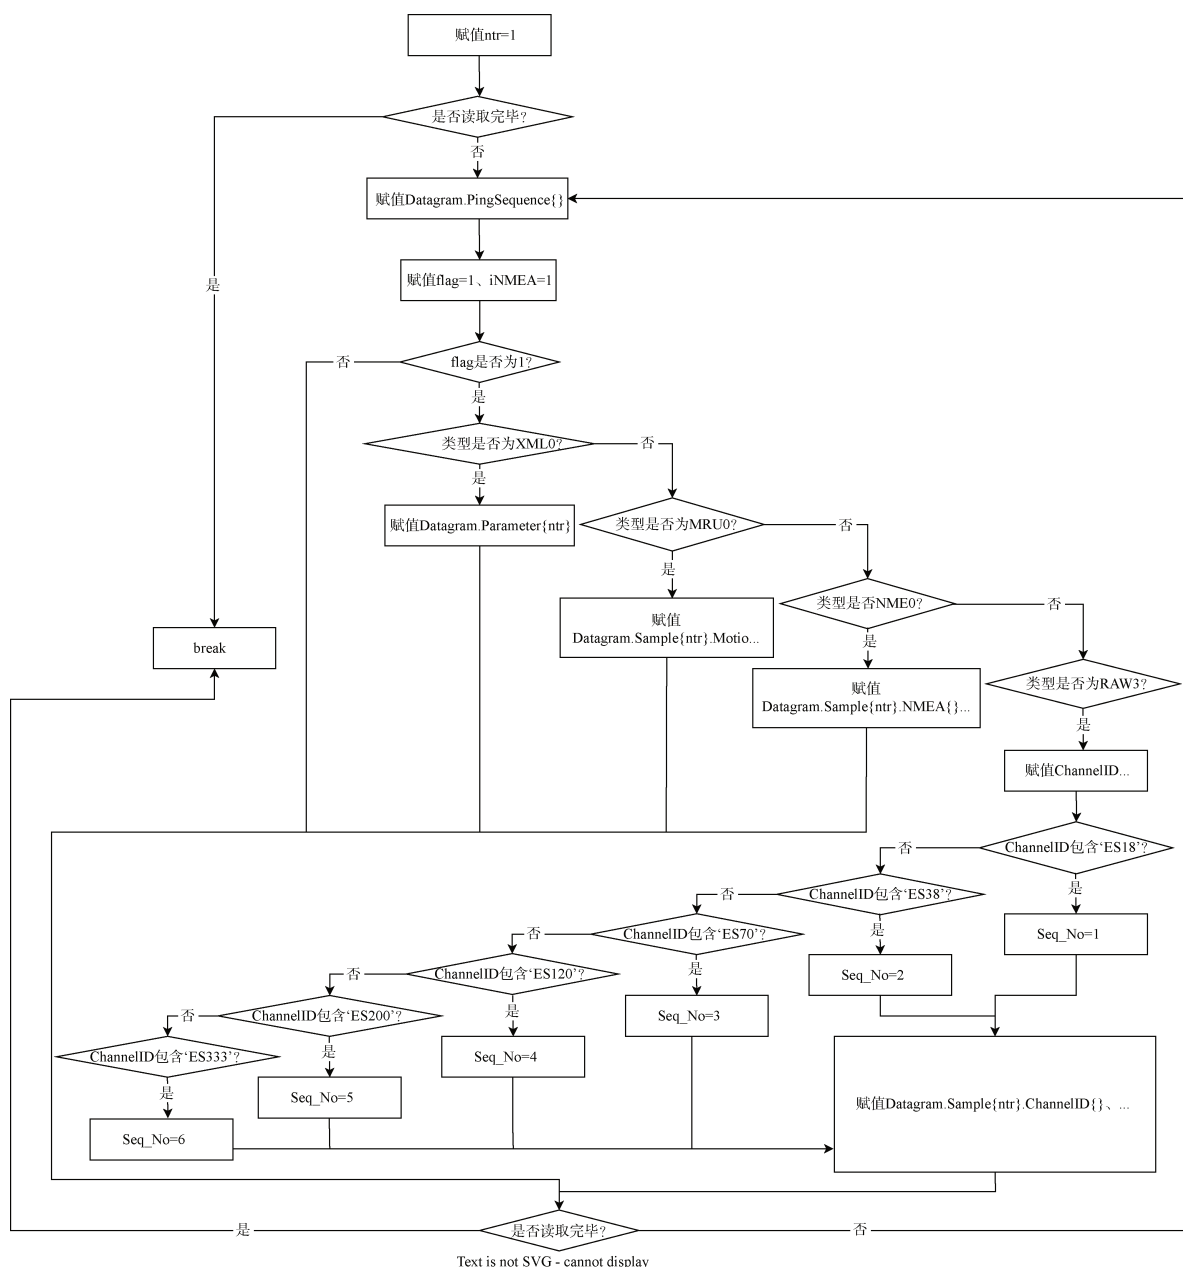 赋值ntr=1
是否读取完毕?
否
赋值Datagram.PingSequence{}
是
赋值flag=1、iNMEA=1
否
flag是否为1?
是
类型是否为XML0?
否
是
赋值Datagram.Parameter{ntr}
类型是否为MRU0?
否
是
类型是否NME0?
否
赋值
Datagram.Sample{ntr}.Motio...
是
break
赋值
Datagram.Sample{ntr}.NMEA{}...
类型是否为RAW3?
是
赋值ChannelID...
ChannelID包含‘ES18’?
否
是
ChannelID包含‘ES38’?
否
是
Seq_No=1
ChannelID包含‘ES70’?
否
是
Seq_No=2
ChannelID包含‘ES120’?
否
是
Seq_No=3
ChannelID包含‘ES200’?
否
是
Seq_No=4
ChannelID包含‘ES333’?
是
Seq_No=5
Seq_No=6
赋值Datagram.Sample{ntr}.ChannelID{}、...
是
是否读取完毕?
否
Text is not SVG - cannot display